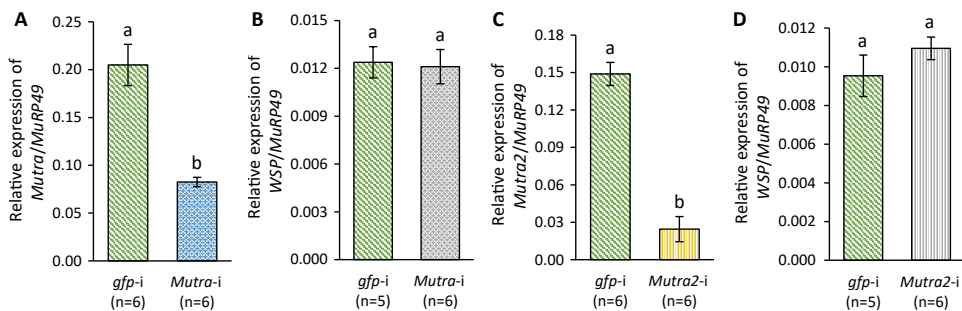 A
Relative expression of
Mutra/MuRP49
0.25
0.20
0.15
0.10
0.05
0.00
a
b
gfp-i
(n=6)
Mutra-i
(n=6)
B
Relative expression of
WSP/MuRP49
0.015
0.012
0.009
0.006
0.003
0.000
a
a
gfp-i
(n=5)
Mutra-i
(n=6)
C
Relative expression of
Mutra2/MuRP49
0.18
0.15
0.12
0.09
0.06
0.03
0.00
a
b
gfp-i
(n=6)
Mutra2-i
(n=6)
D
Relative expression of
WSP/MuRP49
0.012
0.010
0.008
0.006
0.004
0.002
0.000
a
a
gfp-i
(n=5)
Mutra2-i
(n=6)